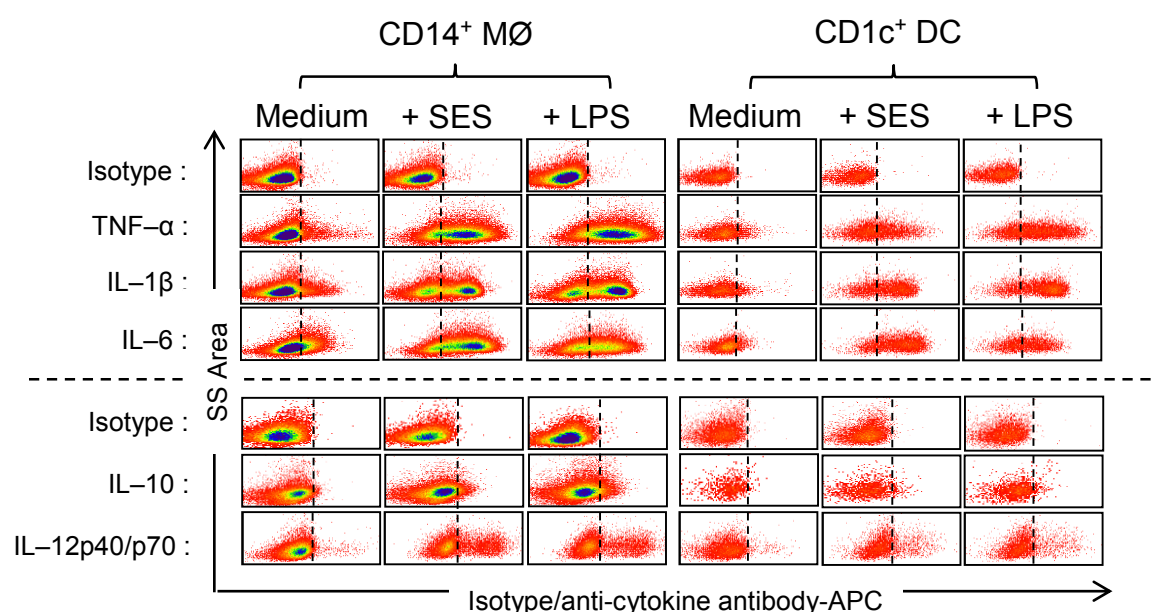 CD14⁺ MØ
CD1c⁺ DC
Medium + SES + LPS Medium + SES + LPS
Isotype :
TNF–α :
IL–1β :
IL–6 :
SS Area
Isotype :
IL–10 :
IL–12p40/p70 :
Isotype/anti-cytokine antibody-APC